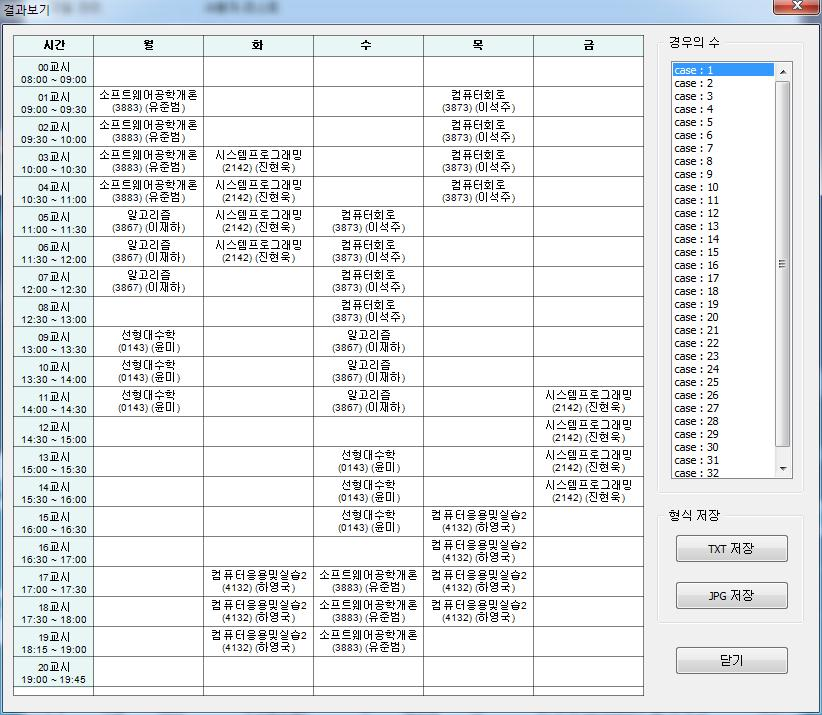 결과보기
시간 월 화 수 목 금
00교시
08:00 ~ 09:00
01교시 소프트웨어공학개론 컴퓨터회로
09:00 ~ 09:30 (3883) (유준범) (3873) (이석주)
02교시 소프트웨어공학개론 컴퓨터회로
09:30 ~ 10:00 (3883) (유준범) (3873) (이석주)
03교시 소프트웨어공학개론 시스템프로그래밍 컴퓨터회로
10:00 ~ 10:30 (3883) (유준범) (2142) (진현욱) (3873) (이석주)
04교시 소프트웨어공학개론 시스템프로그래밍 컴퓨터회로
10:30 ~ 11:00 (3883) (유준범) (2142) (진현욱) (3873) (이석주)
05교시 알고리즘 시스템프로그래밍 컴퓨터회로
11:00 ~ 11:30 (3867) (이재하) (2142) (진현욱) (3873) (이석주)
06교시 알고리즘 시스템프로그래밍 컴퓨터회로
11:30 ~ 12:00 (3867) (이재하) (2142) (진현욱) (3873) (이석주)
07교시 알고리즘 컴퓨터회로
12:00 ~ 12:30 (3867) (이재하) (3873) (이석주)
08교시 컴퓨터회로
12:30 ~ 13:00 (3873) (이석주)
09교시 선형대수학 알고리즘
13:00 ~ 13:30 (0143) (윤미) (3867) (이재하)
10교시 선형대수학 알고리즘
13:30 ~ 14:00 (0143) (윤미) (3867) (이재하)
11교시 선형대수학 알고리즘 시스템프로그래밍
14:00 ~ 14:30 (0143) (윤미) (3867) (이재하) (2142) (진현욱)
12교시 시스템프로그래밍
14:30 ~ 15:00 (2142) (진현욱)
13교시 선형대수학 시스템프로그래밍
15:00 ~ 15:30 (0143) (윤미) (2142) (진현욱)
14교시 선형대수학 시스템프로그래밍
15:30 ~ 16:00 (0143) (윤미) (2142) (진현욱)
15교시 선형대수학 컴퓨터응용및실습2
16:00 ~ 16:30 (0143) (윤미) (4132) (하영국)
16교시 컴퓨터응용및실습2
16:30 ~ 17:00 (4132) (하영국)
17교시 컴퓨터응용및실습2 소프트웨어공학개론 컴퓨터응용및실습2
17:00 ~ 17:30 (4132) (하영국) (3883) (유준범) (4132) (하영국)
18교시 컴퓨터응용및실습2 소프트웨어공학개론 컴퓨터응용및실습2
17:30 ~ 18:00 (4132) (하영국) (3883) (유준범) (4132) (하영국)
19교시 컴퓨터응용및실습2 소프트웨어공학개론
18:15 ~ 19:00 (4132) (하영국) (3883) (유준범)
20교시
19:00 ~ 19:45
경우의 수
case : 1
case : 2
case : 3
case : 4
case : 5
case : 6
case : 7
case : 8
case : 9
case : 10
case : 11
case : 12
case : 13
case : 14
case : 15
case : 16
case : 17
case : 18
case : 19
case : 20
case : 21
case : 22
case : 23
case : 24
case : 25
case : 26
case : 27
case : 28
case : 29
case : 30
case : 31
case : 32
형식 저장
TXT 저장
JPG 저장
닫기